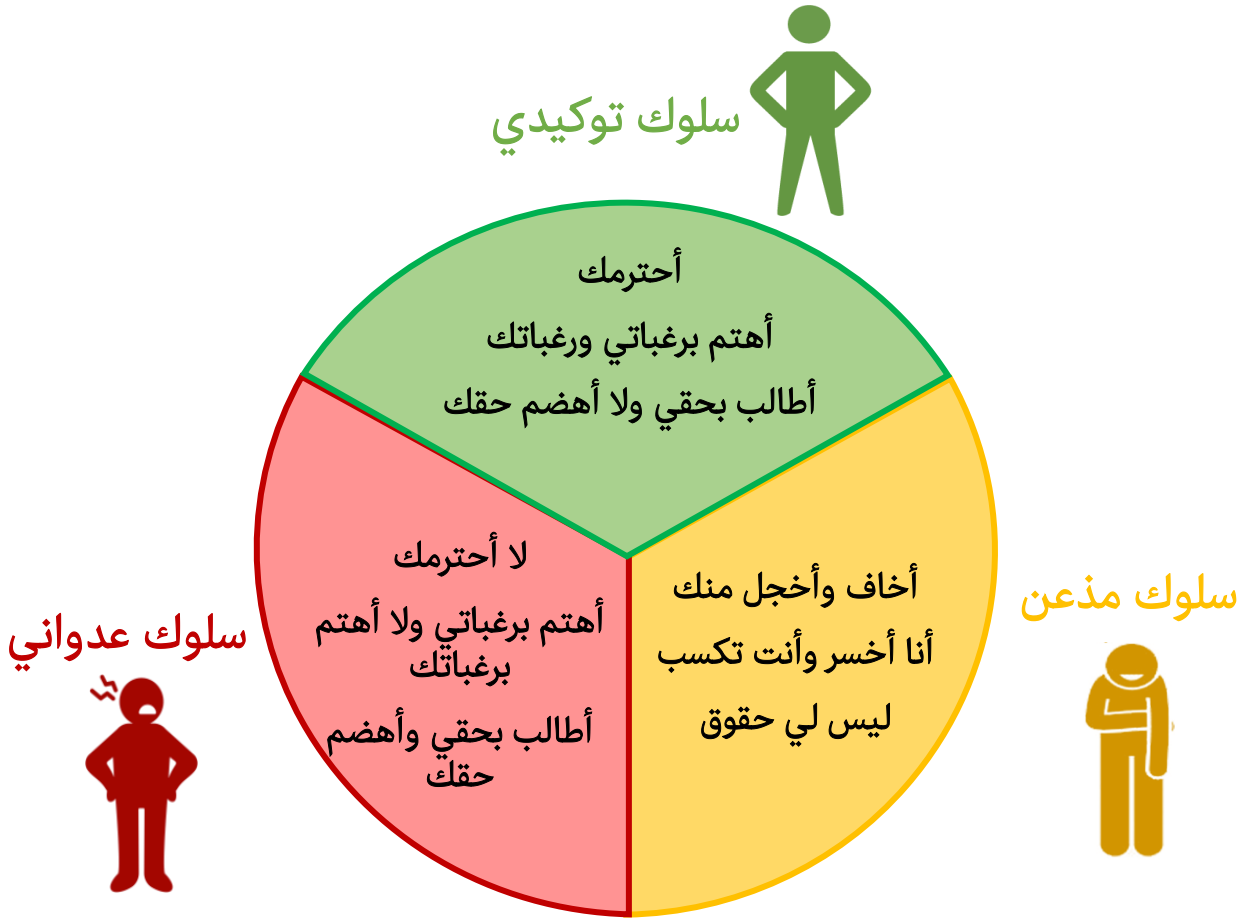 سلوك توكيدي
أحترمك
أهتم برغباتي ورغباتك
أطالب بحقي ولا أهضم حقك
سلوك مذعن
أخاف وأخجل منك
أنا أخسر وأنت تكسب
ليس لي حقوق
سلوك عدواني
لا أحترمك
أهتم برغباتي ولا أهتم
برغباتك
أطالب بحقي وأهضم
حقك